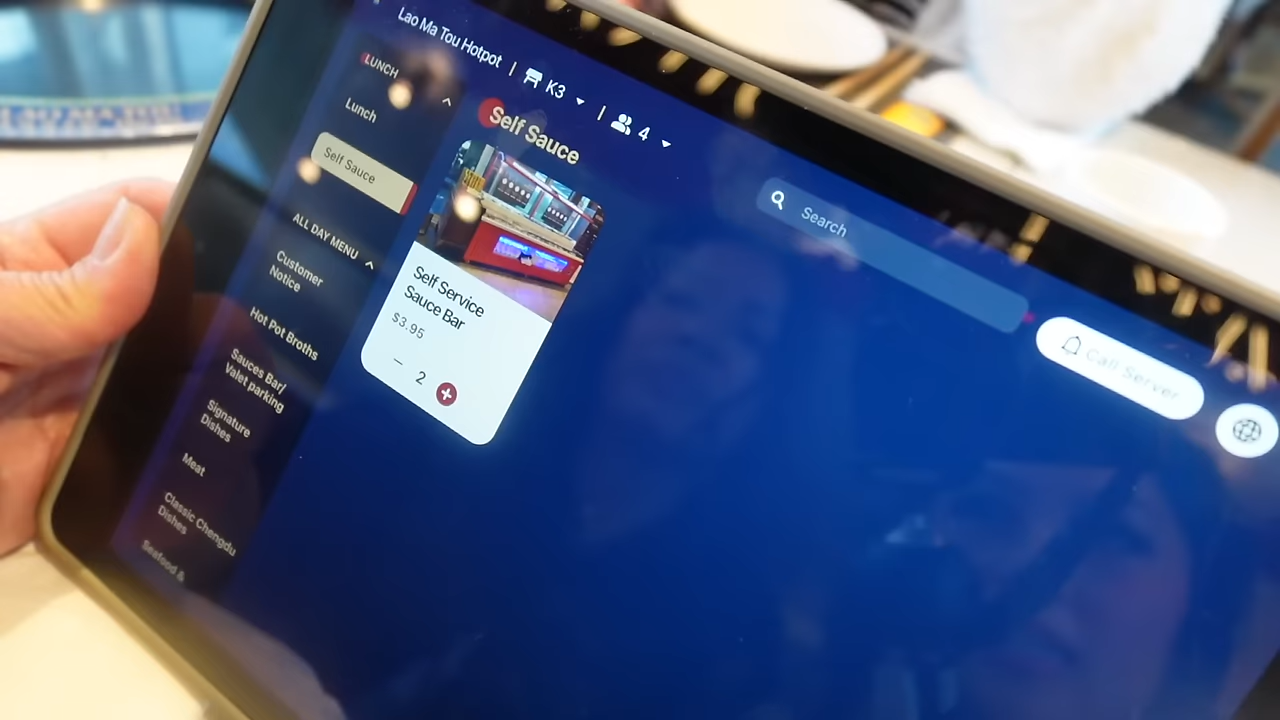 Lao Ma Tou Hotpot | K3 | 4
LUNCH
Lunch
Self Sauce
ALL DAY MENU
Customer
Notice
Hot Pot Broths
Sauces Bar/
Valet parking
Signature
Dishes
Meat
Classic Chengdu
Dishes
Seafood &
Self Sauce
Self Service
Sauce Bar
$3.95
− 2 +
Search
Call Server